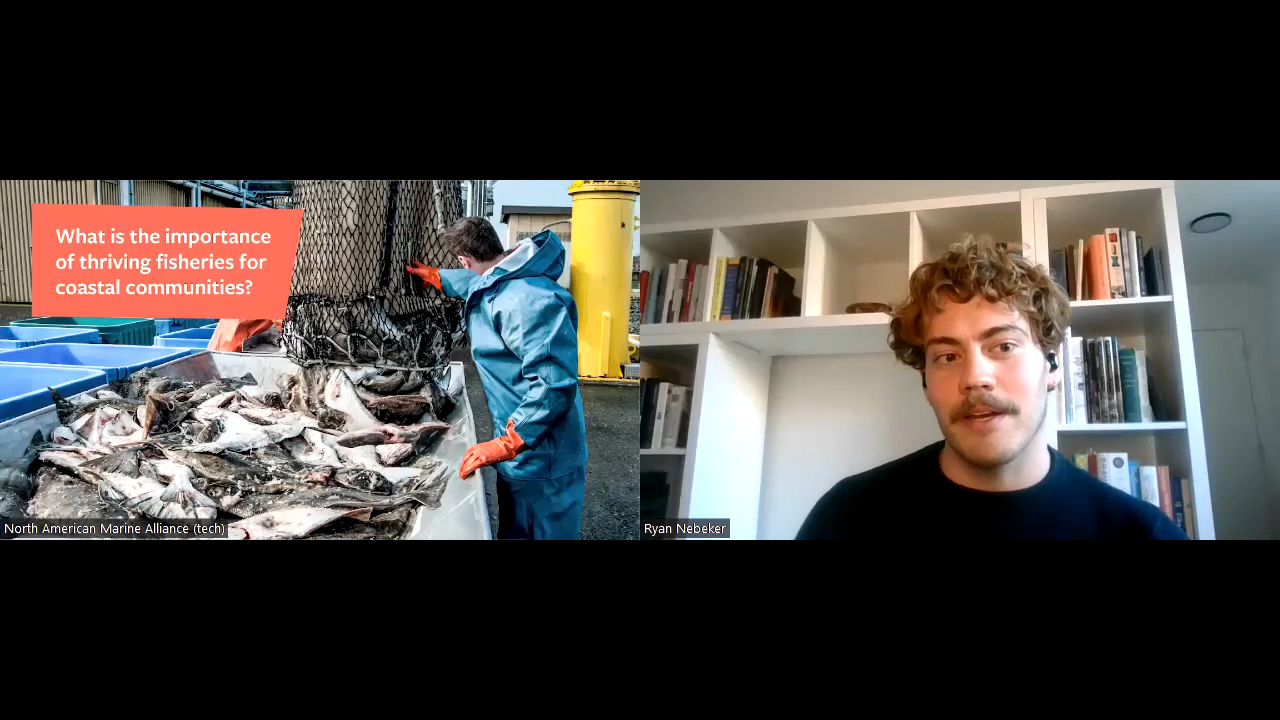 What is the importance
of thriving fisheries for
coastal communities?
North American Marine Alliance (tech)
Ryan Nebeker